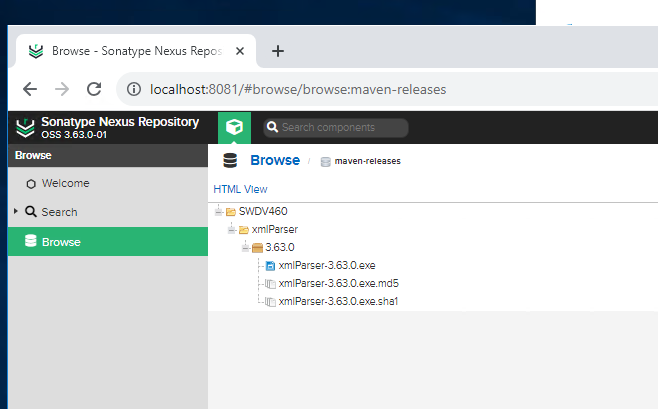 Browse - Sonatype Nexus Repos
localhost:8081/#browse/browse:maven-releases
Sonatype Nexus Repository
OSS 3.63.0-01
Search components
Browse
Browse / maven-releases
Welcome
HTML View
Search
Browse
SWDV460
xmlParser
3.63.0
xmlParser-3.63.0.exe
xmlParser-3.63.0.exe.md5
xmlParser-3.63.0.exe.sha1